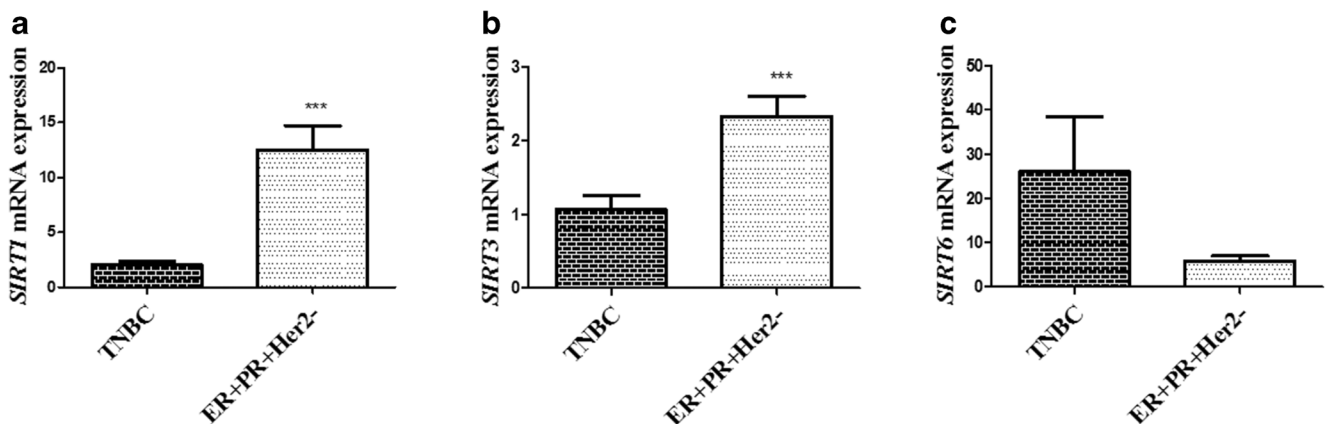 a
SIRT1 mRNA expression
20
15
10
5
0
***
TNBC
ER+PR+Her2-
b
SIRT3 mRNA expression
3
2
1
0
***
TNBC
ER+PR+Her2-
c
SIRT6 mRNA expression
50
40
30
20
10
0
TNBC
ER+PR+Her2-